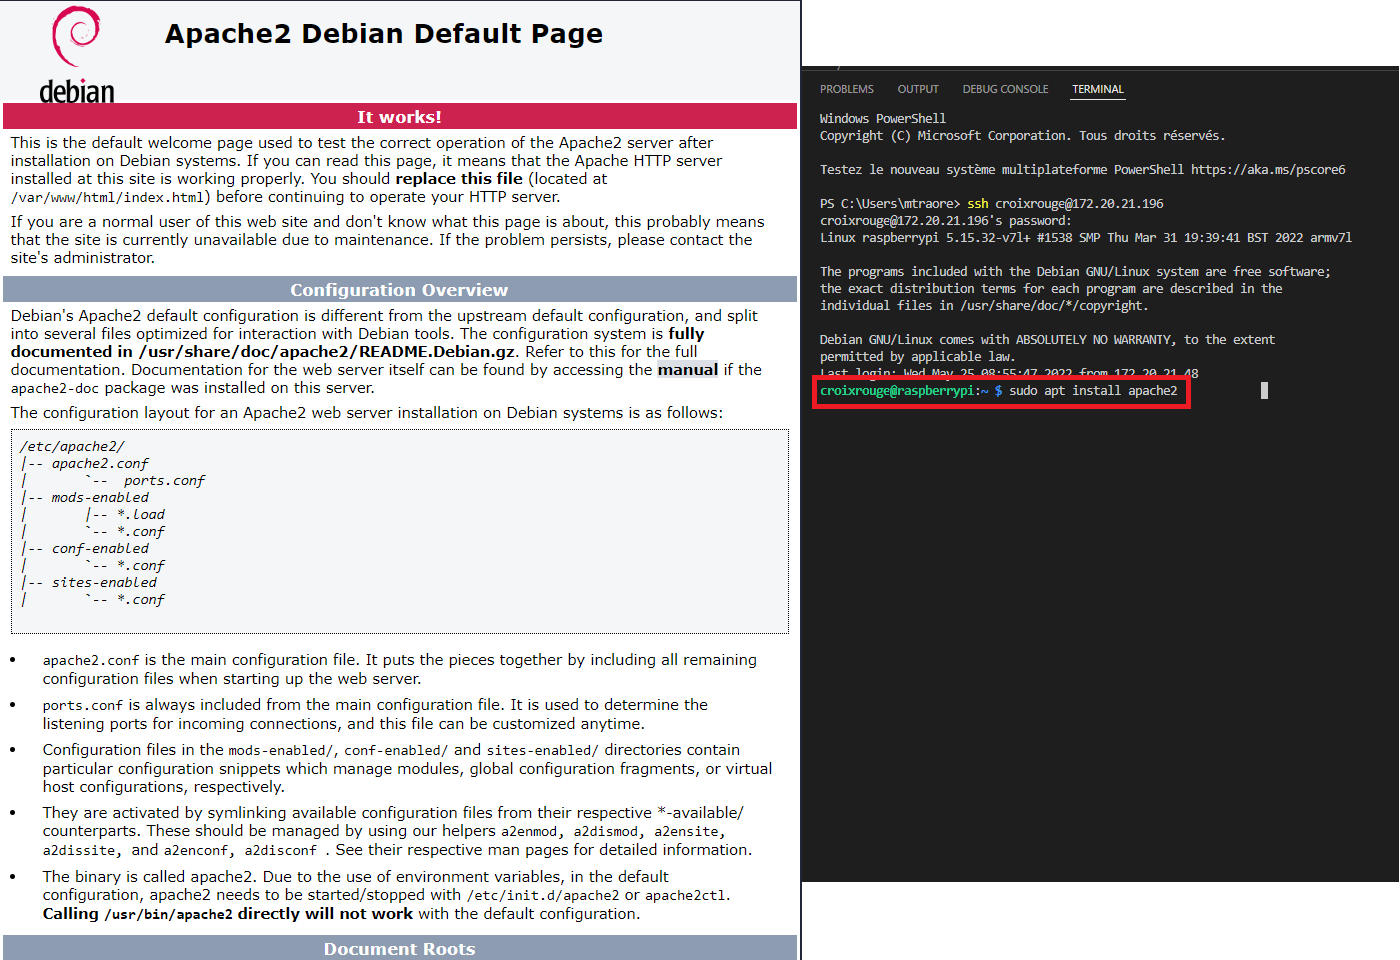 debian
Apache2 Debian Default Page
It works!
This is the default welcome page used to test the correct operation of the Apache2 server after
installation on Debian systems. If you can read this page, it means that the Apache HTTP server
installed at this site is working properly. You should replace this file (located at
/var/www/html/index.html) before continuing to operate your HTTP server.
If you are a normal user of this web site and don't know what this page is about, this probably means
that the site is currently unavailable due to maintenance. If the problem persists, please contact the
site's administrator.
Configuration Overview
Debian's Apache2 default configuration is different from the upstream default configuration, and split
into several files optimized for interaction with Debian tools. The configuration system is fully
documented in /usr/share/doc/apache2/README.Debian.gz. Refer to this for the full
documentation. Documentation for the web server itself can be found by accessing the manual if the
apache2-doc package was installed on this server.
The configuration layout for an Apache2 web server installation on Debian systems is as follows:
/etc/apache2/
|-- apache2.conf
|       `--  ports.conf
|-- mods-enabled
|       |-- *.load
|       `-- *.conf
|-- conf-enabled
|       `-- *.conf
|-- sites-enabled
|       `-- *.conf
• apache2.conf is the main configuration file. It puts the pieces together by including all remaining
configuration files when starting up the web server.
• ports.conf is always included from the main configuration file. It is used to determine the
listening ports for incoming connections, and this file can be customized anytime.
• Configuration files in the mods-enabled/, conf-enabled/ and sites-enabled/ directories contain
particular configuration snippets which manage modules, global configuration fragments, or virtual
host configurations, respectively.
• They are activated by symlinking available configuration files from their respective *-available/
counterparts. These should be managed by using our helpers a2enmod, a2dismod, a2ensite,
a2dissite, and a2enconf, a2disconf . See their respective man pages for detailed information.
• The binary is called apache2. Due to the use of environment variables, in the default
configuration, apache2 needs to be started/stopped with /etc/init.d/apache2 or apache2ctl.
Calling /usr/bin/apache2 directly will not work with the default configuration.
Document Roots
PROBLEMS OUTPUT DEBUG CONSOLE TERMINAL
Windows PowerShell
Copyright (C) Microsoft Corporation. Tous droits réservés.
Testez le nouveau système multiplateforme PowerShell https://aka.ms/pscore6
PS C:\Users\mtraore> ssh croixrouge@172.20.21.196
croixrouge@172.20.21.196's password:
Linux raspberrypi 5.15.32-v7l+ #1538 SMP Thu Mar 31 19:39:41 BST 2022 armv7l
The programs included with the Debian GNU/Linux system are free software;
the exact distribution terms for each program are described in the
individual files in /usr/share/doc/*/copyright.
Debian GNU/Linux comes with ABSOLUTELY NO WARRANTY, to the extent
permitted by applicable law.
Last login: Wed May 25 08:55:47 2022 from 172.20.21.48
croixrouge@raspberrypi:~ $ sudo apt install apache2